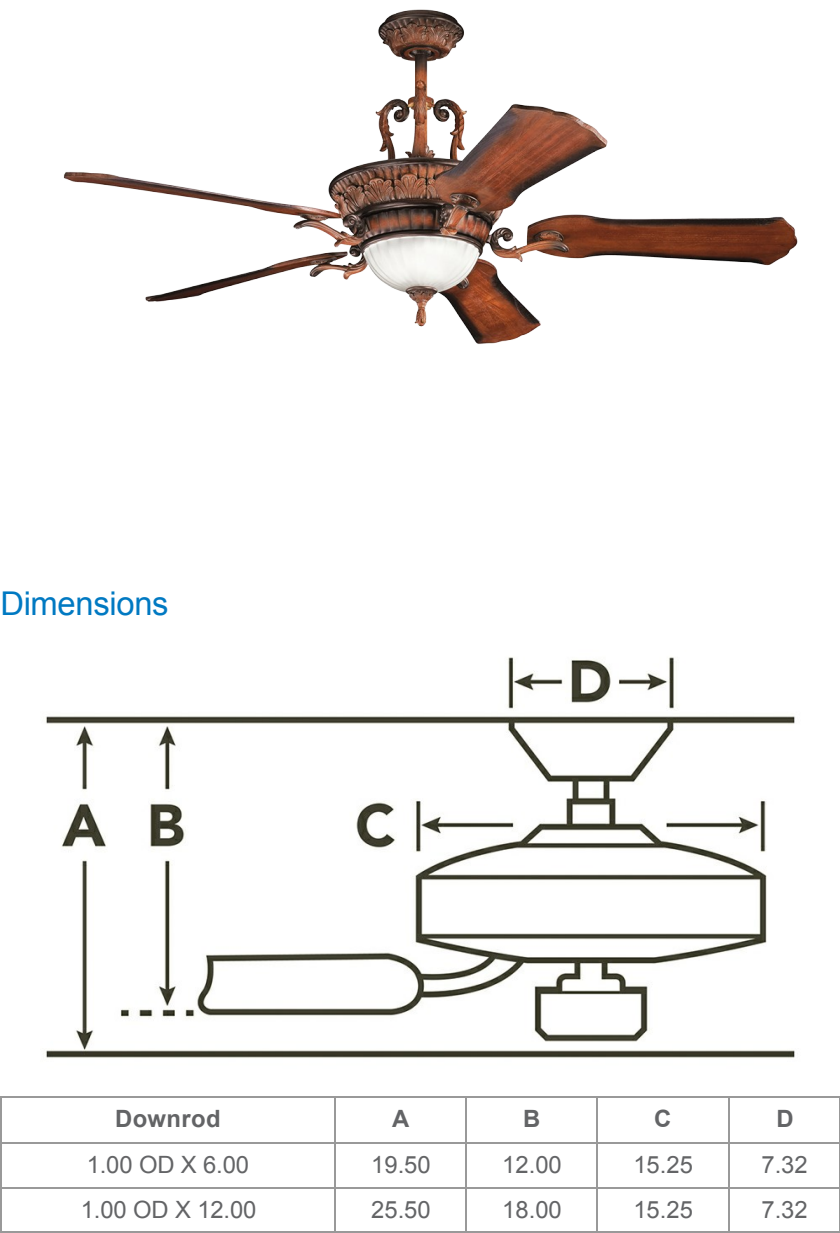 Dimensions
D
A B C
Downrod A B C D
1.00 OD X 6.00 19.50 12.00 15.25 7.32
1.00 OD X 12.00 25.50 18.00 15.25 7.32